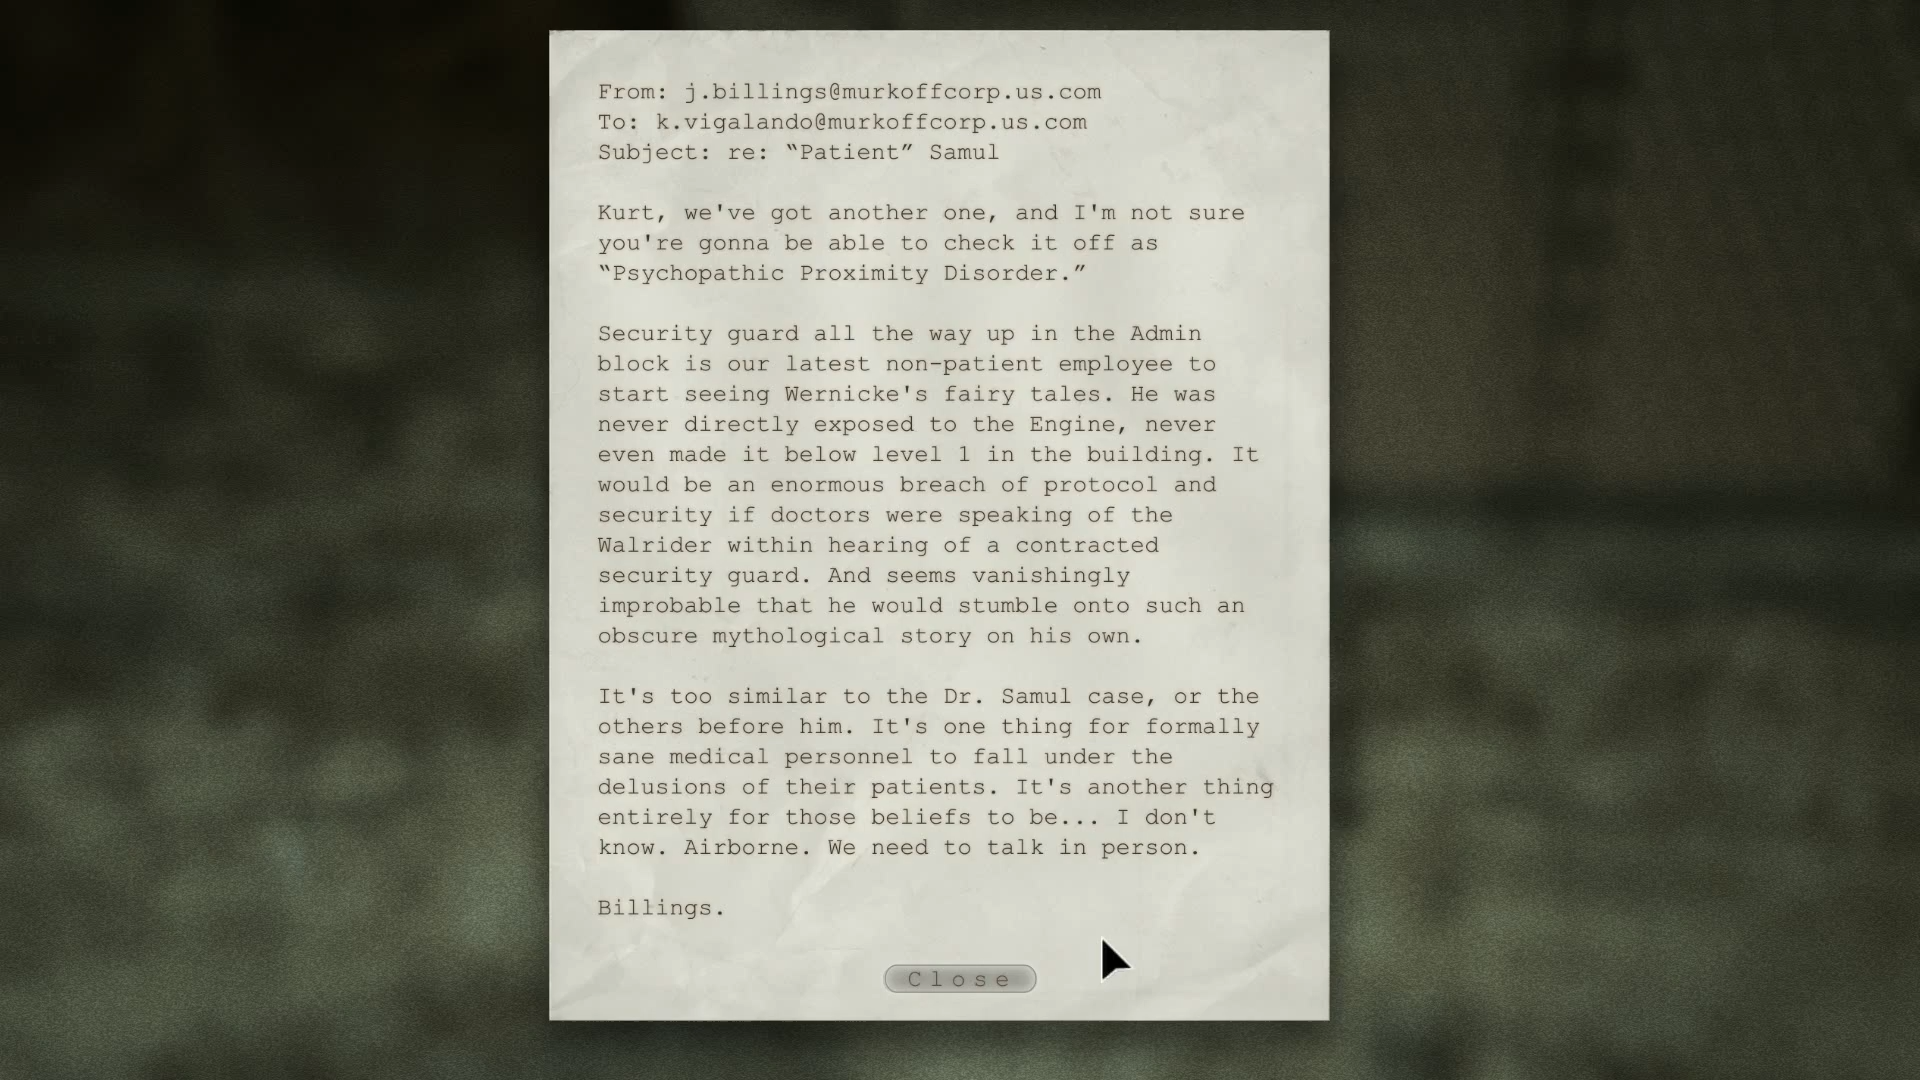 From: j.billings@murkoffcorp.us.com
To: k.vigalando@murkoffcorp.us.com
Subject: re: “Patient” Samul
Kurt, we've got another one, and I'm not sure
you're gonna be able to check it off as
“Psychopathic Proximity Disorder.”
Security guard all the way up in the Admin
block is our latest non-patient employee to
start seeing Wernicke's fairy tales. He was
never directly exposed to the Engine, never
even made it below level 1 in the building. It
would be an enormous breach of protocol and
security if doctors were speaking of the
Walrider within hearing of a contracted
security guard. And seems vanishingly
improbable that he would stumble onto such an
obscure mythological story on his own.
It's too similar to the Dr. Samul case, or the
others before him. It's one thing for formally
sane medical personnel to fall under the
delusions of their patients. It's another thing
entirely for those beliefs to be... I don't
know. Airborne. We need to talk in person.
Billings.
Close